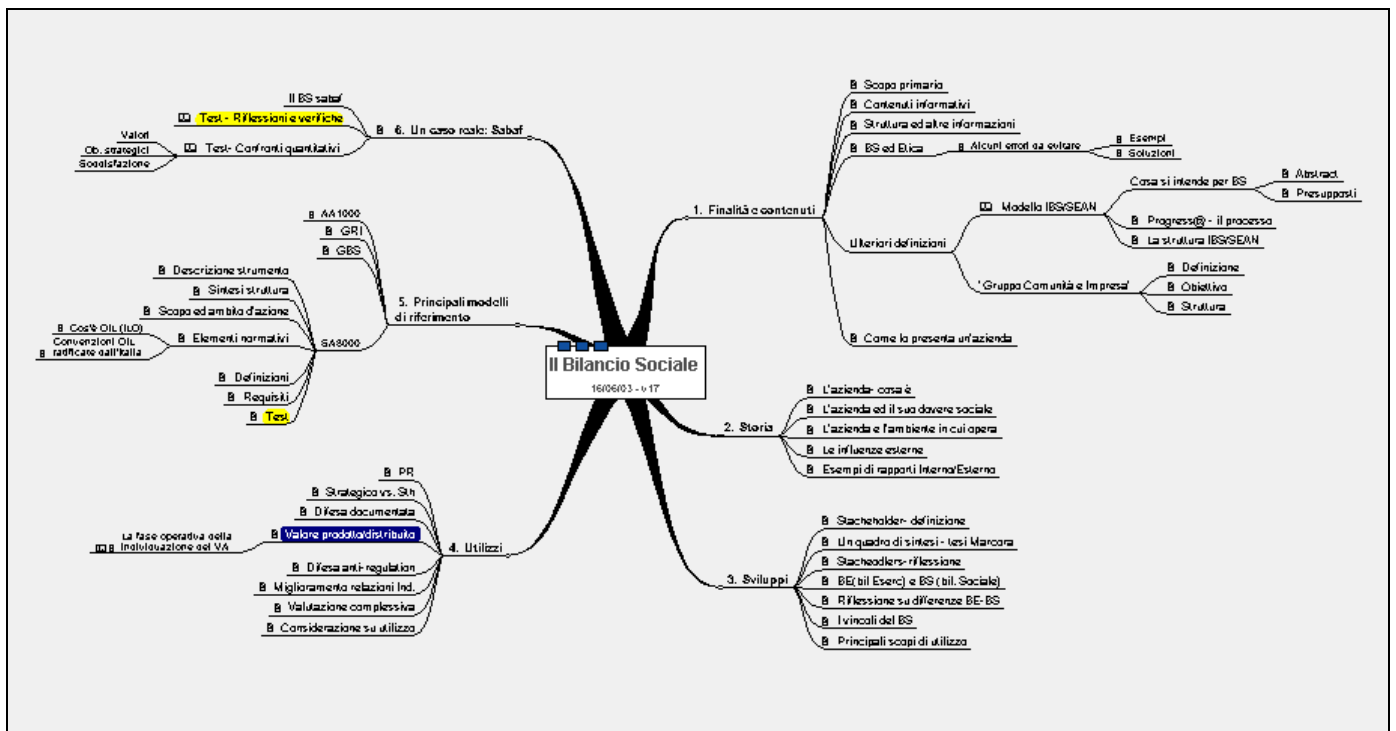 Il Bilancio Sociale
16/06/03 - v17
1. Finalità e contenuti
Scopo primario
Contenuti informativi
Struttura ed altre informazioni
BS ed Etica
Alcuni errori da evitare
Esempi
Soluzioni
Ulteriori definizioni
Modello IBS/SEAN
Cosa si intende per BS
Abstract
Presupposti
Progress@ - il processo
La struttura IBS/SEAN
'Gruppo Comunità e Impresa'
Definizione
Obiettivo
Struttura
Come lo presenta un'azienda
2. Storia
L'azienda- cosa è
L'azienda ed il suo dovere sociale
L'azienda e l'ambiente in cui opera
Le influenze esterne
Esempi di rapporti Interno/Esterno
3. Sviluppi
Stacheholder- definizione
Un quadro di sintesi - tesi Marcora
Stacheodlers- riflessione
BE( bil Eserc) e BS ( bil. Sociale)
Riflessione su differenze BE- BS
I vincoli del BS
Principali scopi di utilizzo
4. Utilizzi
PR
Strategico vs. Sth
Difesa documentata
Valore prodotto/distribuito
La fase operativa della
individuazione del VA
Difesa anti- regulation
Miglioramento relazioni Ind.
Valutazione complessiva
Considerazione su utilizzo
5. Principali modelli
di riferimento
AA1000
GRI
GBS
SA8000
Descrizione strumento
Sintesi struttura
Scopo ed ambito d'azione
Elementi normativi
Cos'è OIL (ILO)
Convenzioni OIL
ratificate dall'Italia
Definizioni
Requisiti
Test
6. Un caso reale: Sabaf
Il BS sabaf
Test - Riflessioni e verifiche
Test- Confronti quantitativi
Valori
Ob. strategici
Soddisfazione